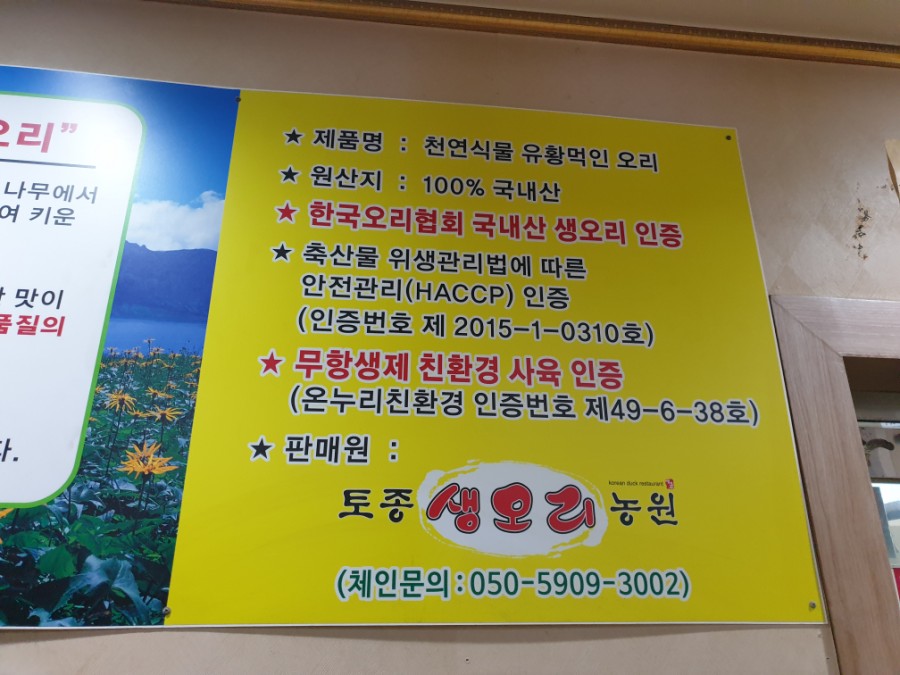 오리”
나무에서
여 키운
맛이
품질의
다.
★ 제품명 : 천연식물 유황먹인 오리
★ 원산지 : 100% 국내산
★ 한국오리협회 국내산 생오리 인증
★ 축산물 위생관리법에 따른
안전관리(HACCP) 인증
(인증번호 제 2015-1-0310호)
★ 무항생제 친환경 사육 인증
(온누리친환경 인증번호 제49-6-38호)
★ 판매원 :
korean duck restaurant
토종 생오리 농원
(체인문의:050-5909-3002)